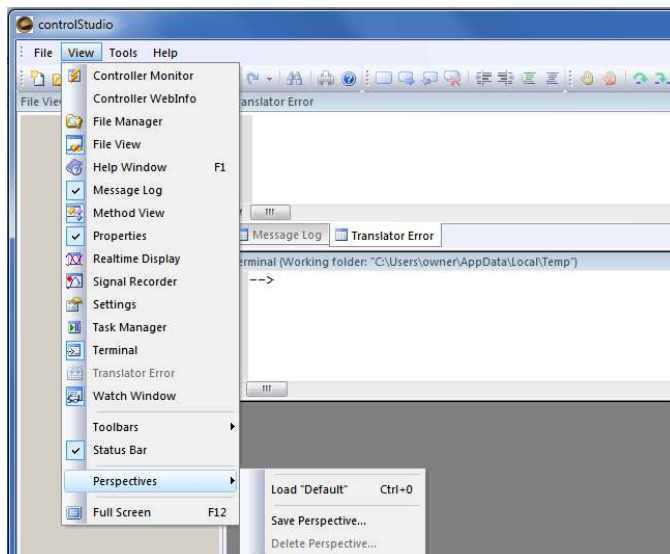 controlStudio
File View Tools Help
File Vie
anslator Error
Controller Monitor
Controller WebInfo
File Manager
File View
Help Window F1
Message Log
Method View
Properties
Realtime Display
Signal Recorder
Settings
Task Manager
Terminal
Translator Error
Watch Window
Toolbars
Status Bar
Perspectives
Full Screen F12
Message Log Translator Error
erminal (Working folder: "C:\Users\owner\AppData\Local\Temp")
-->
Load "Default" Ctrl+0
Save Perspective...
Delete Perspective...